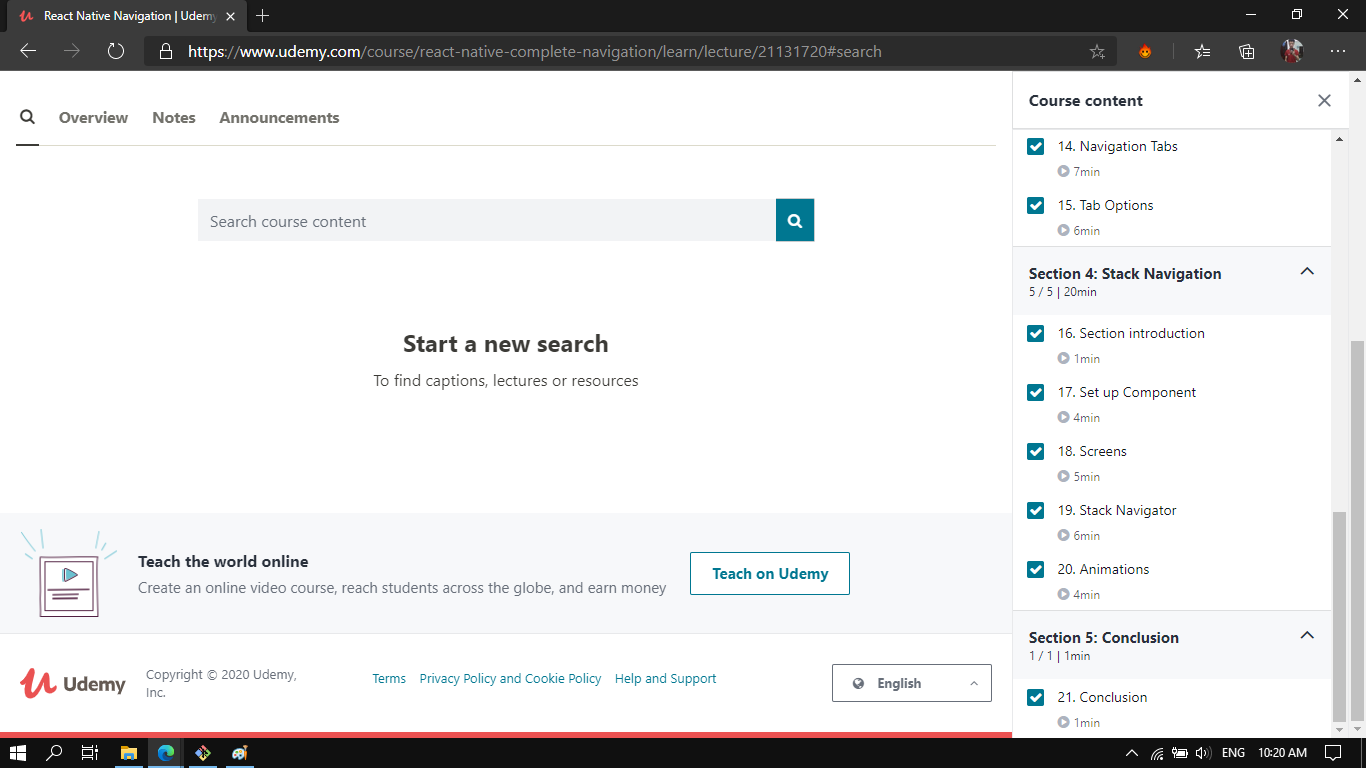 React Native Navigation | Udem
https://www.udemy.com/course/react-native-complete-navigation/learn/lecture/21131720#search
Overview Notes Announcements
Search course content
Start a new search
To find captions, lectures or resources
Teach the world online
Create an online video course, reach students across the globe, and earn money
Teach on Udemy
Udemy
Copyright © 2020 Udemy,
Inc.
Terms Privacy Policy and Cookie Policy Help and Support
English
Course content
14. Navigation Tabs
7min
15. Tab Options
6min
Section 4: Stack Navigation
5 / 5 | 20min
16. Section introduction
1min
17. Set up Component
4min
18. Screens
5min
19. Stack Navigator
6min
20. Animations
4min
Section 5: Conclusion
1 / 1 | 1min
21. Conclusion
1min
ENG 10:20 AM